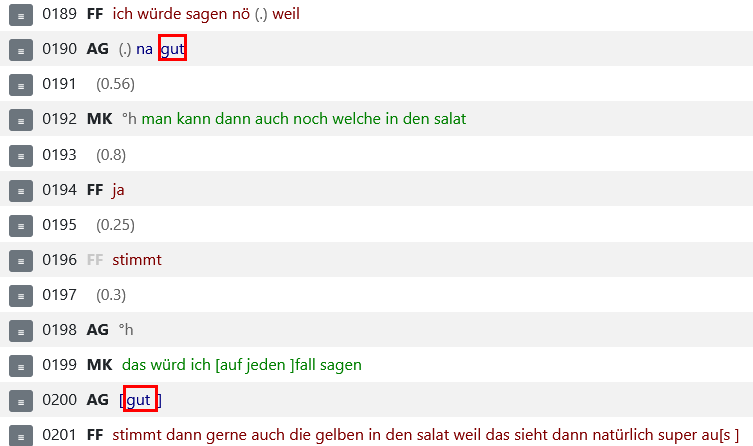 0189 FF ich würde sagen nö (.) weil
0190 AG (.) na gut
0191 (0.56)
0192 MK °h man kann dann auch noch welche in den salat
0193 (0.8)
0194 FF ja
0195 (0.25)
0196 FF stimmt
0197 (0.3)
0198 AG °h
0199 MK das würd ich [auf jeden ]fall sagen
0200 AG [gut ]
0201 FF stimmt dann gerne auch die gelben in den salat weil das sieht dann natürlich super au[s ]